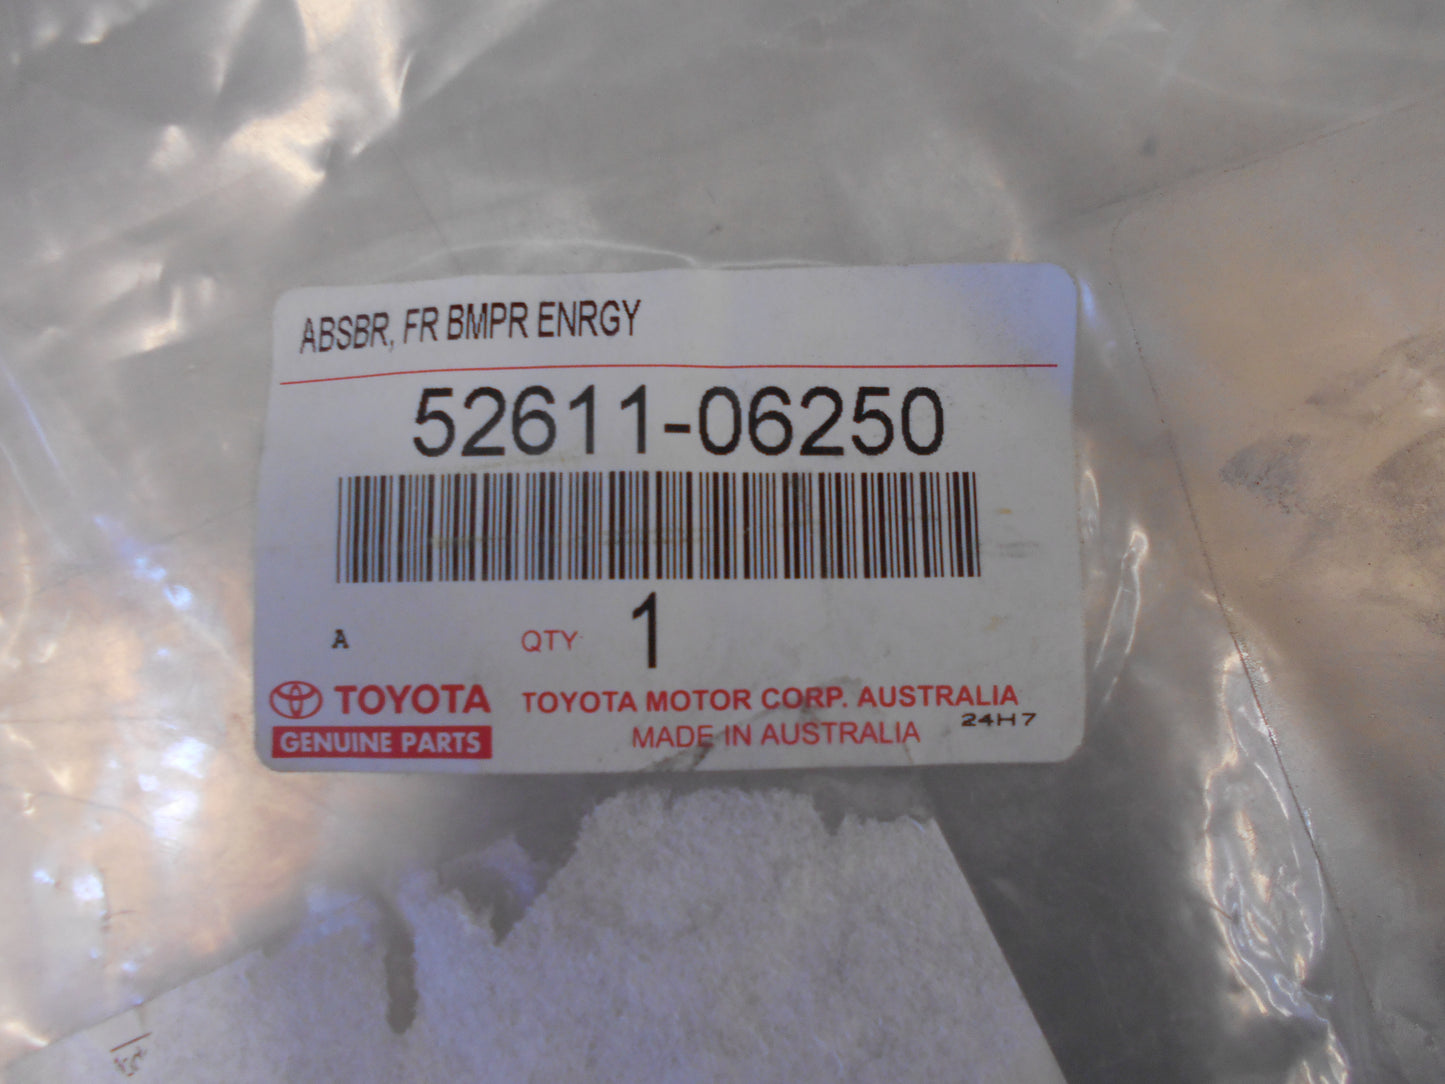 ABSBR, FR BMPR ENRGY
52611-06250
A QTY 1
TOYOTA TOYOTA MOTOR CORP. AUSTRALIA
GENUINE PARTS MADE IN AUSTRALIA 24H7